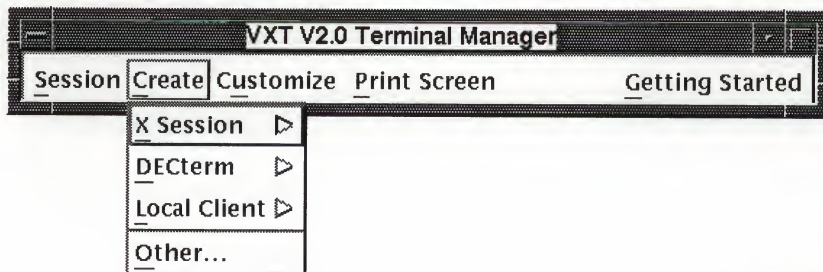 VXT V2.0 Terminal Manager
Session Create Customize Print Screen Getting Started
X Session
DECterm
Local Client
Other...